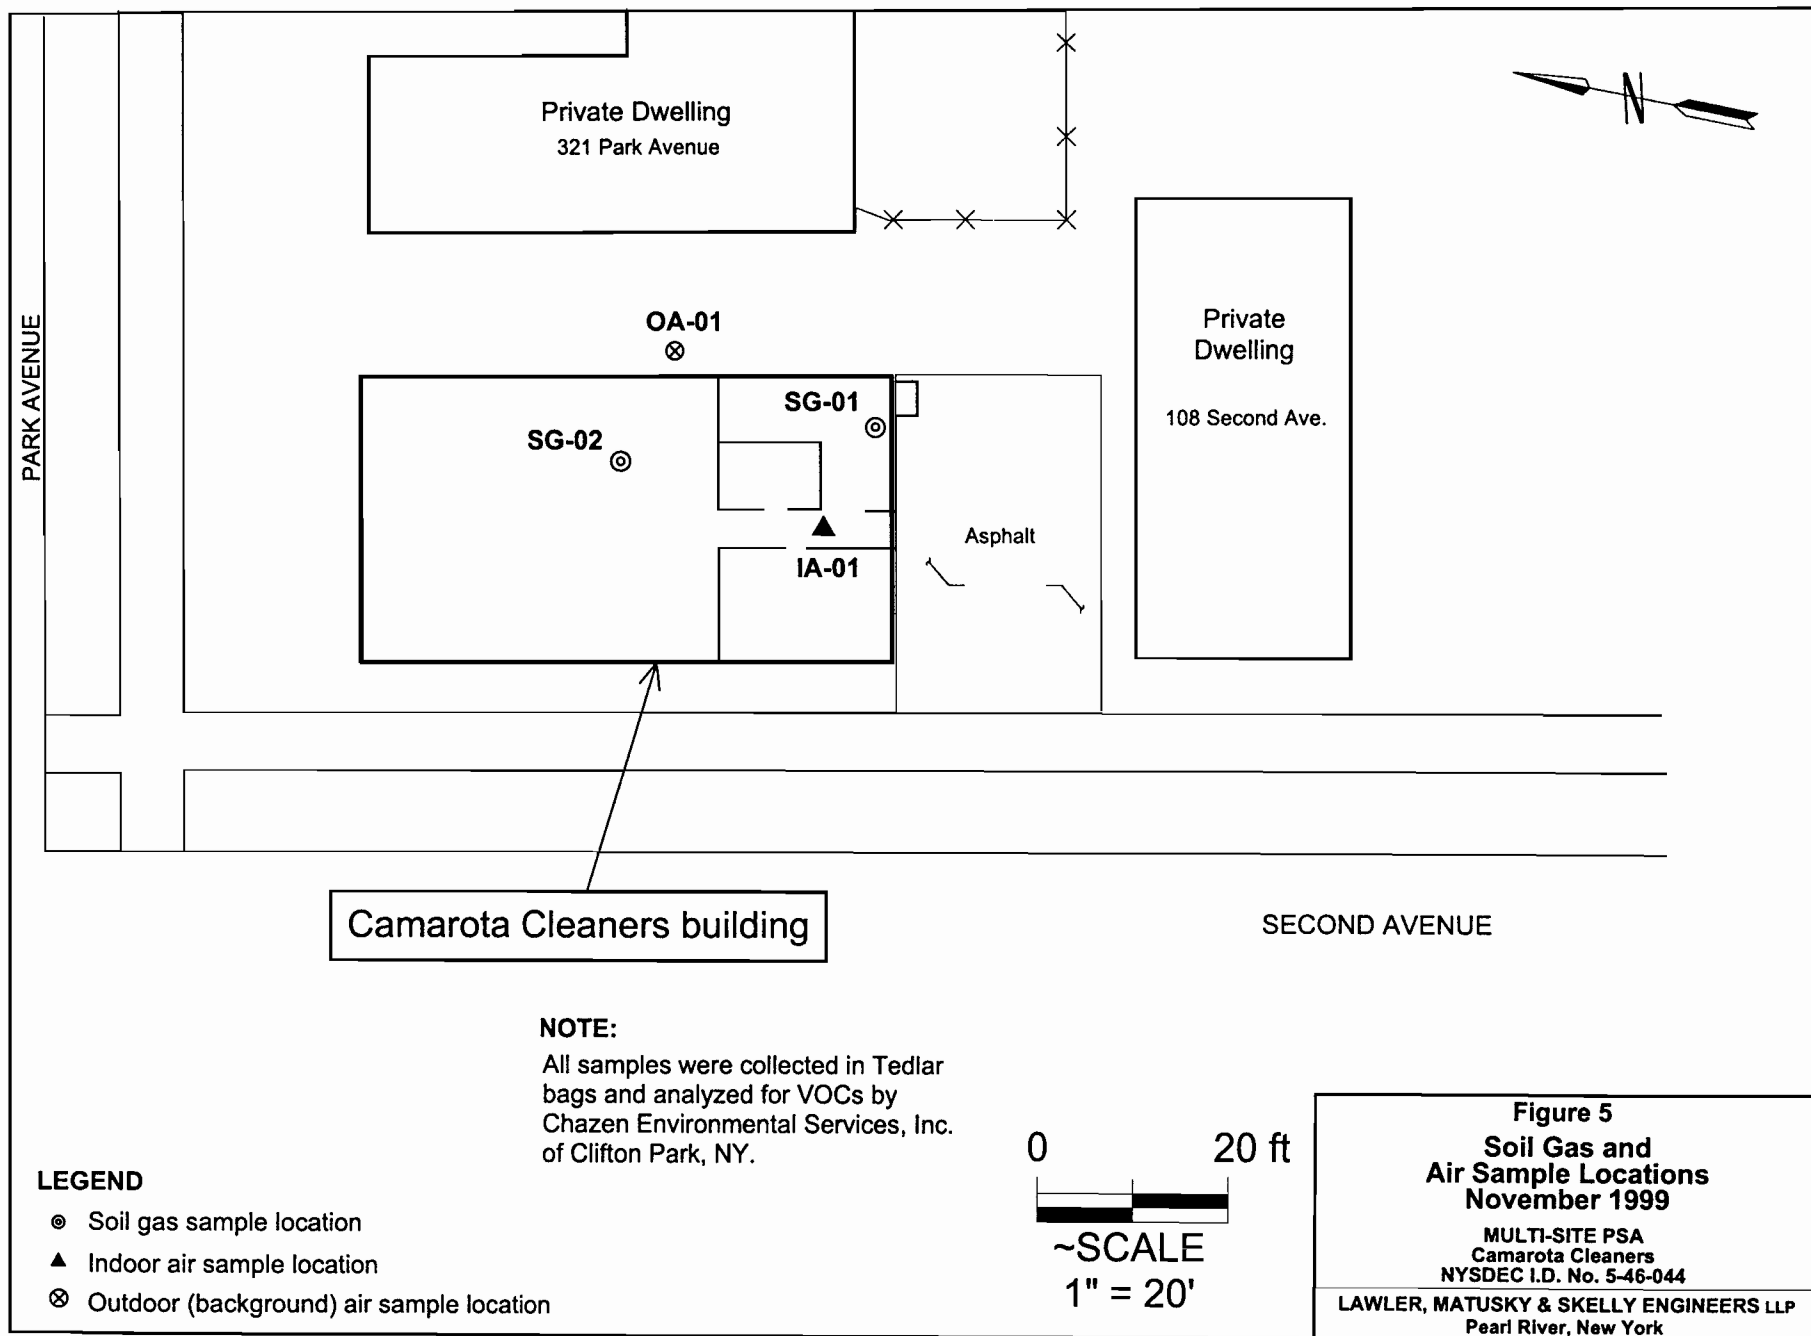 Private Dwelling
321 Park Avenue
N
PARK AVENUE
OA-01
SG-01
SG-02
IA-01
Asphalt
Private
Dwelling
108 Second Ave.
Camarota Cleaners building
SECOND AVENUE
NOTE:
All samples were collected in Tedlar
bags and analyzed for VOCs by
Chazen Environmental Services, Inc.
of Clifton Park, NY.
LEGEND
Soil gas sample location
Indoor air sample location
Outdoor (background) air sample location
0 20 ft
~SCALE
1" = 20'
Figure 5
Soil Gas and
Air Sample Locations
November 1999
MULTI-SITE PSA
Camarota Cleaners
NYSDEC I.D. No. 5-46-044
LAWLER, MATUSKY & SKELLY ENGINEERS LLP
Pearl River, New York